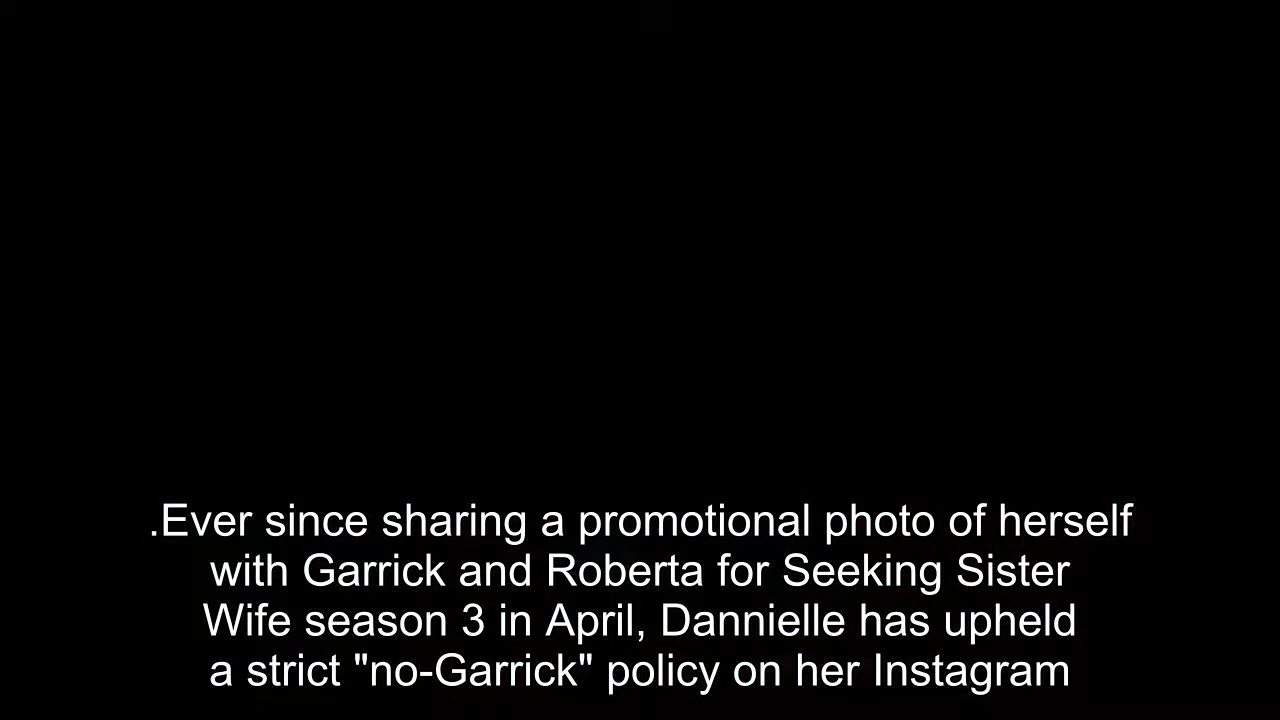 .Ever since sharing a promotional photo of herself
with Garrick and Roberta for Seeking Sister
Wife season 3 in April, Dannielle has upheld
a strict "no-Garrick" policy on her Instagram